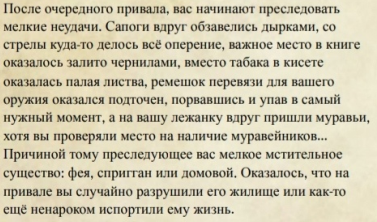 После очередного привала, вас начинают преследовать
мелкие неудачи. Сапоги вдруг обзавелись дырками, со
стрелы куда-то делось всё оперение, важное место в книге
оказалось залито чернилами, вместо табака в кисете
оказалась палая листва, ремешок перевязи для вашего
оружия оказался подточен, порвавшись и упав в самый
нужный момент, а на вашу лежанку вдруг пришли муравьи,
хотя вы проверяли место на наличие муравейников...
Причиной тому преследующее вас мелкое мстительное
существо: фея, спригган или домовой. Оказалось, что на
привале вы случайно разрушили его жилище или как-то
ещё ненароком испортили ему жизнь.